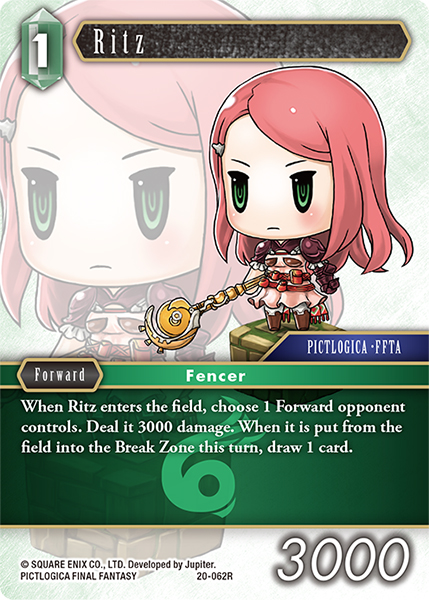 1
Ritz
PICTLOGICA · FFTA
Forward
Fencer
When Ritz enters the field, choose 1 Forward opponent
controls. Deal it 3000 damage. When it is put from the
field into the Break Zone this turn, draw 1 card.
6
© SQUARE ENIX CO., LTD. Developed by Jupiter.
PICTLOGICA FINAL FANTASY
20-062R
3000